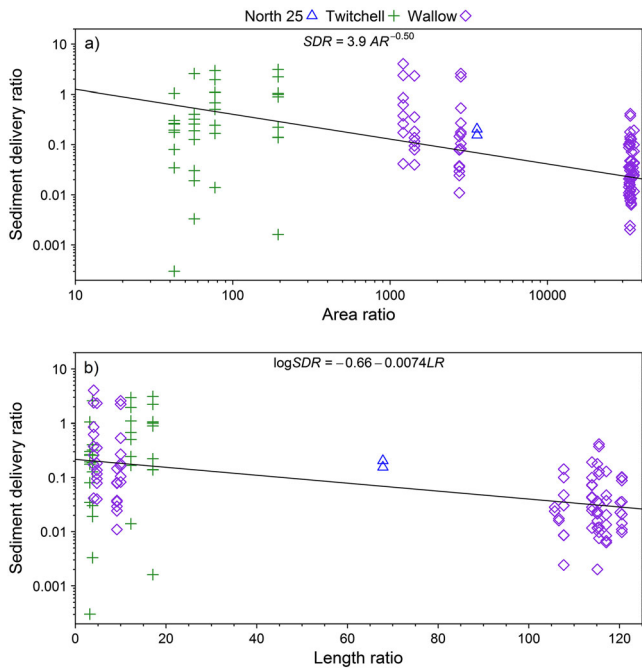 North 25 Twitchell Wallow
a)
SDR = 3.9 AR^−0.50
10
1
0.1
0.01
0.001
Sediment delivery ratio
10 100 1000 10000
Area ratio
b)
logSDR = −0.66 −0.0074LR
10
1
0.1
0.01
0.001
Sediment delivery ratio
0 20 40 60 80 100 120
Length ratio